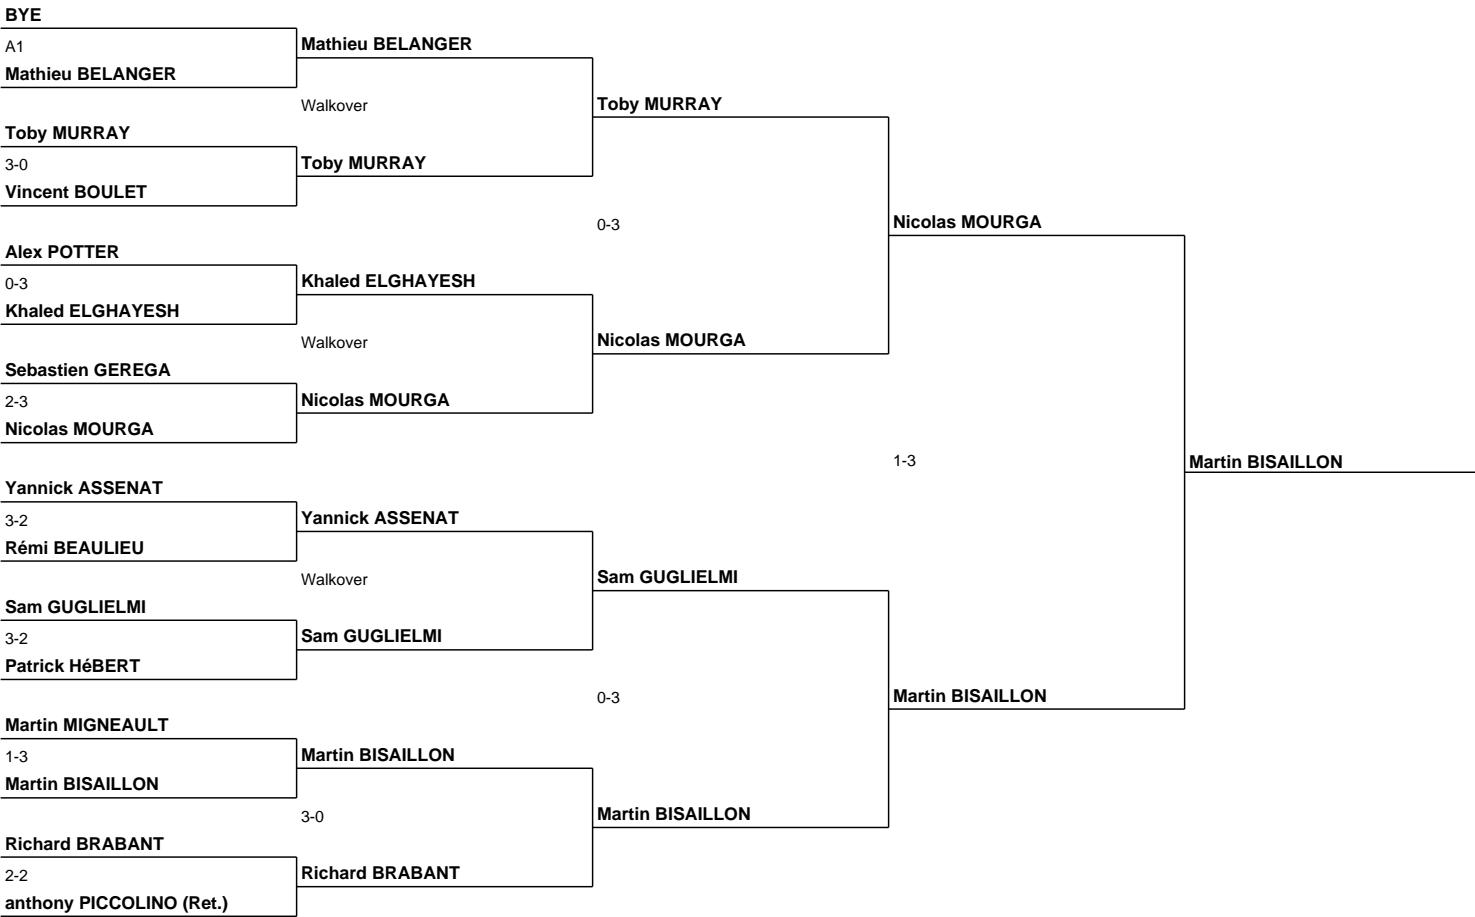 BYE
A1
Mathieu BELANGER
Toby MURRAY
3-0
Vincent BOULET
Alex POTTER
0-3
Khaled ELGHAYESH
Sebastien GEREGA
2-3
Nicolas MOURGA
Yannick ASSENAT
3-2
Rémi BEAULIEU
Sam GUGLIELMI
3-2
Patrick HéBERT
Martin MIGNEAULT
1-3
Martin BISAILLON
Richard BRABANT
2-2
anthony PICCOLINO (Ret.)
Mathieu BELANGER
Walkover
Toby MURRAY
Khaled ELGHAYESH
Walkover
Nicolas MOURGA
Yannick ASSENAT
Walkover
Sam GUGLIELMI
Martin BISAILLON
3-0
Richard BRABANT
Toby MURRAY
0-3
Nicolas MOURGA
Sam GUGLIELMI
0-3
Martin BISAILLON
Nicolas MOURGA
1-3
Martin BISAILLON
Martin BISAILLON